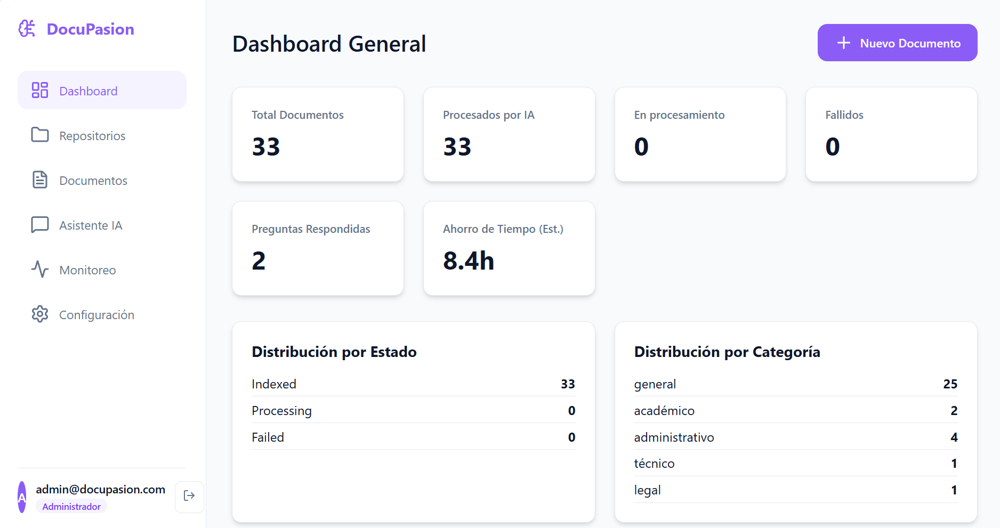 DocuPasion
Dashboard
Repositorios
Documentos
Asistente IA
Monitoreo
Configuración
A
admin@docupasion.com
Administrador
Dashboard General
Nuevo Documento
Total Documentos
33
Procesados por IA
33
En procesamiento
0
Fallidos
0
Preguntas Respondidas
2
Ahorro de Tiempo (Est.)
8.4h
Distribución por Estado
Indexed 33
Processing 0
Failed 0
Distribución por Categoría
general 25
académico 2
administrativo 4
técnico 1
legal 1